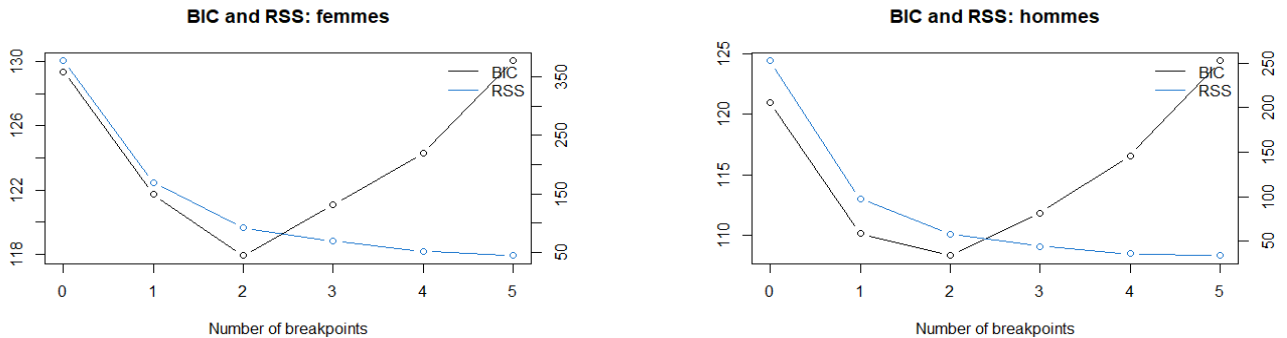 BIC and RSS: femmes
BIC
RSS
130
126
122
118
350
250
150
50
0 1 2 3 4 5
Number of breakpoints
BIC and RSS: hommes
BIC
RSS
125
120
115
110
250
200
150
100
50
0 1 2 3 4 5
Number of breakpoints